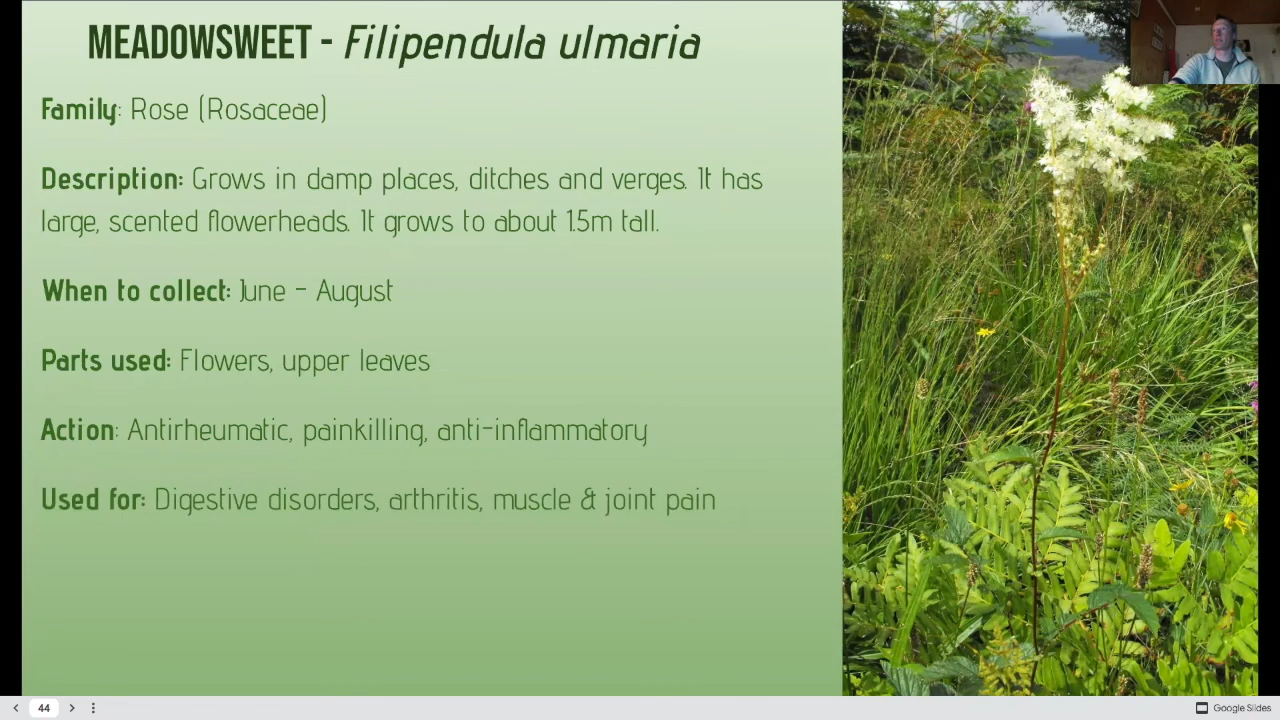 MEADOWSWEET - Filipendula ulmaria
Family: Rose (Rosaceae)
Description: Grows in damp places, ditches and verges. It has
large, scented flowerheads. It grows to about 1.5m tall.
When to collect: June - August
Parts used: Flowers, upper leaves
Action: Antirheumatic, painkilling, anti-inflammatory
Used for: Digestive disorders, arthritis, muscle & joint pain
44
Google Slides